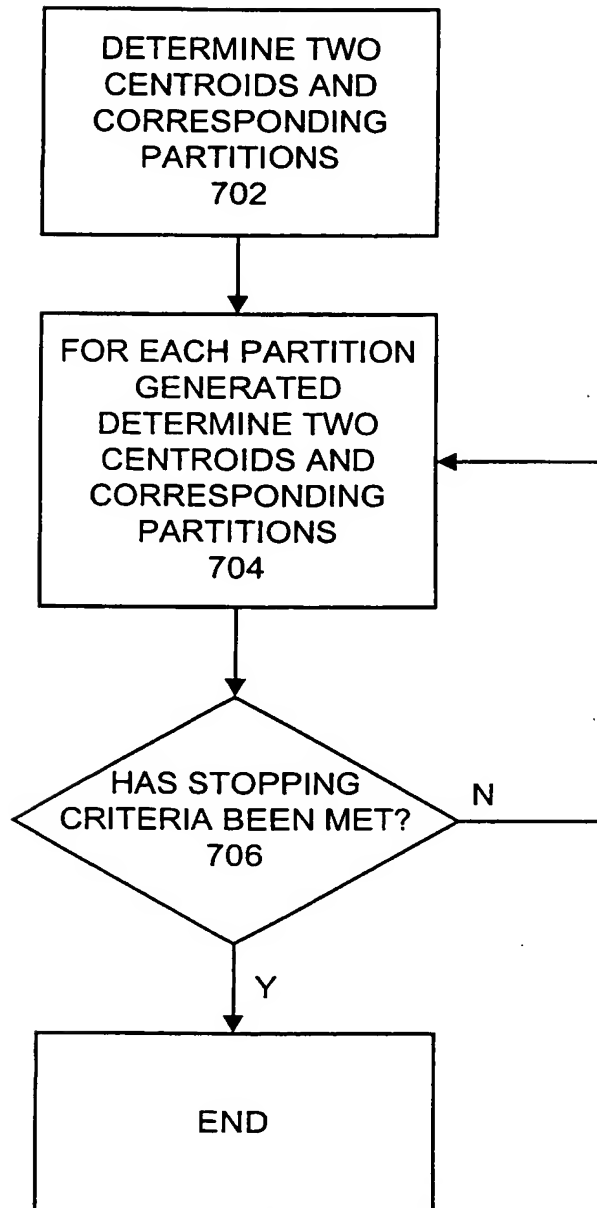 DETERMINE TWO
CENTROIDS AND
CORRESPONDING
PARTITIONS
702
FOR EACH PARTITION
GENERATED
DETERMINE TWO
CENTROIDS AND
CORRESPONDING
PARTITIONS
704
HAS STOPPING
CRITERIA BEEN MET?
706
N
Y
END